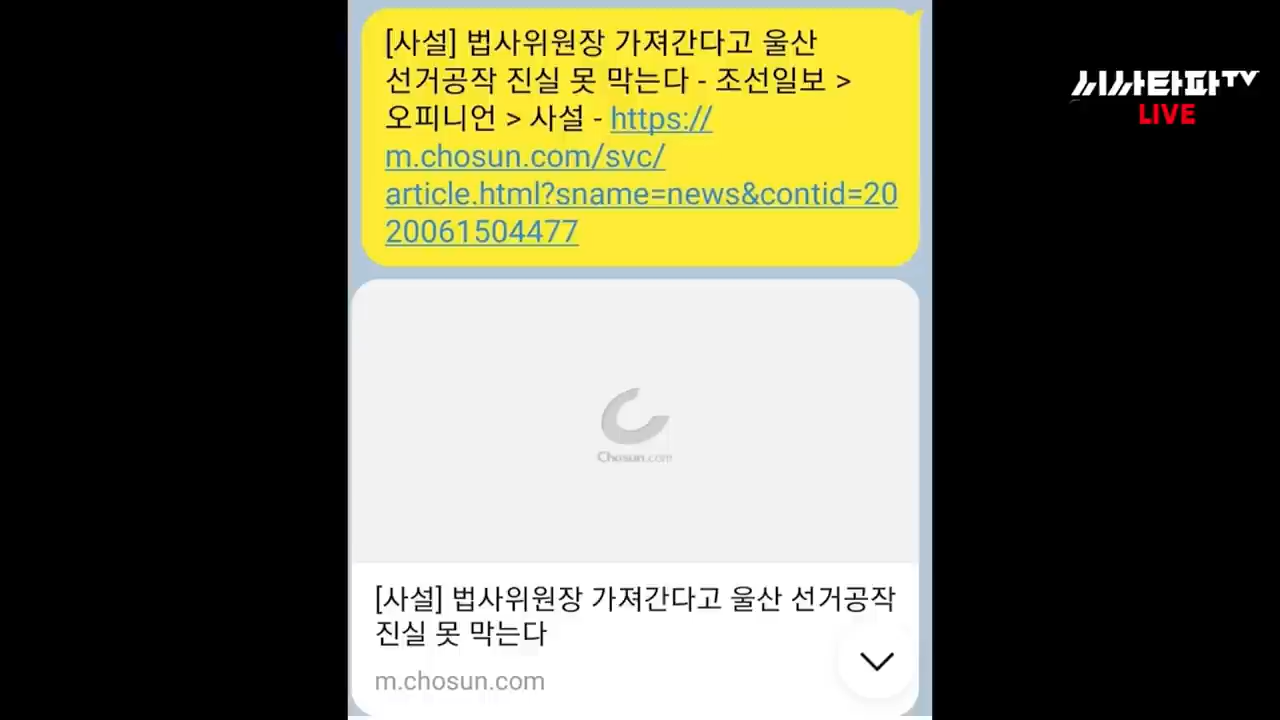 [사설] 법사위원장 가져간다고 울산
선거공작 진실 못 막는다 - 조선일보 >
오피니언 > 사설 - https://
m.chosun.com/svc/
article.html?sname=news&contid=20
20061504477
시사타파TV
LIVE
Chosun.com
[사설] 법사위원장 가져간다고 울산 선거공작
진실 못 막는다
m.chosun.com